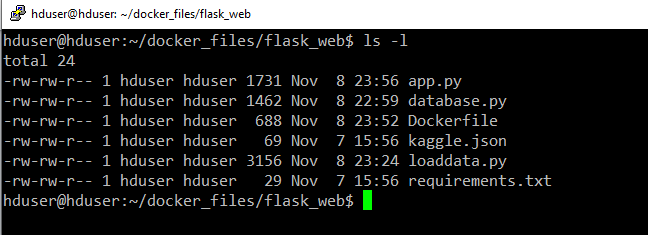 hduser@hduser: ~/docker_files/flask_web
hduser@hduser:~/docker_files/flask_web$ ls -l
total 24
-rw-rw-r-- 1 hduser hduser 1731 Nov  8 23:56 app.py
-rw-rw-r-- 1 hduser hduser 1462 Nov  8 22:59 database.py
-rw-rw-r-- 1 hduser hduser  688 Nov  8 23:52 Dockerfile
-rw-rw-r-- 1 hduser hduser   69 Nov  7 15:56 kaggle.json
-rw-rw-r-- 1 hduser hduser 3156 Nov  8 23:24 loaddata.py
-rw-rw-r-- 1 hduser hduser   29 Nov  7 15:56 requirements.txt
hduser@hduser:~/docker_files/flask_web$